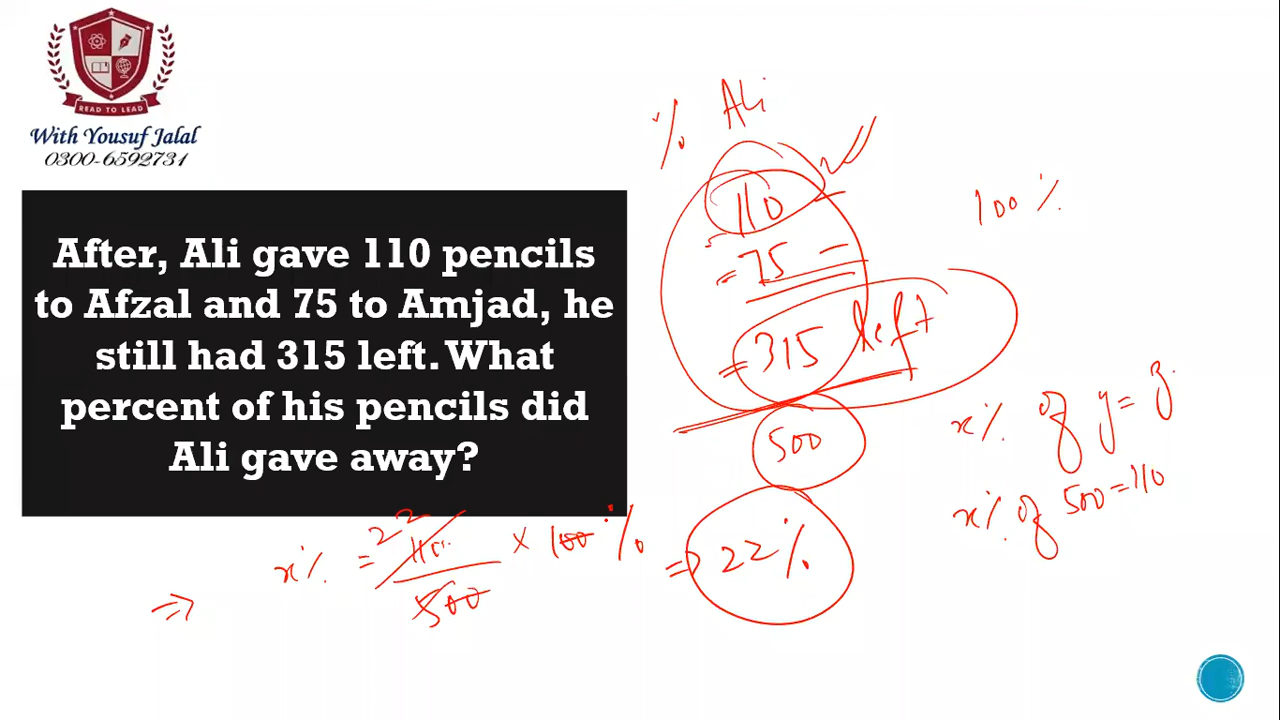 READ TO LEAD
With Yousuf Jalal
0300-6592731
After, Ali gave 110 pencils
to Afzal and 75 to Amjad, he
still had 315 left. What
percent of his pencils did
Ali gave away?
% Ali
110
= 75
= 315 left
500
100%
x% of y = z
x% of 500 = 110
x% = 110/500 × 100% => 22%
22
=>